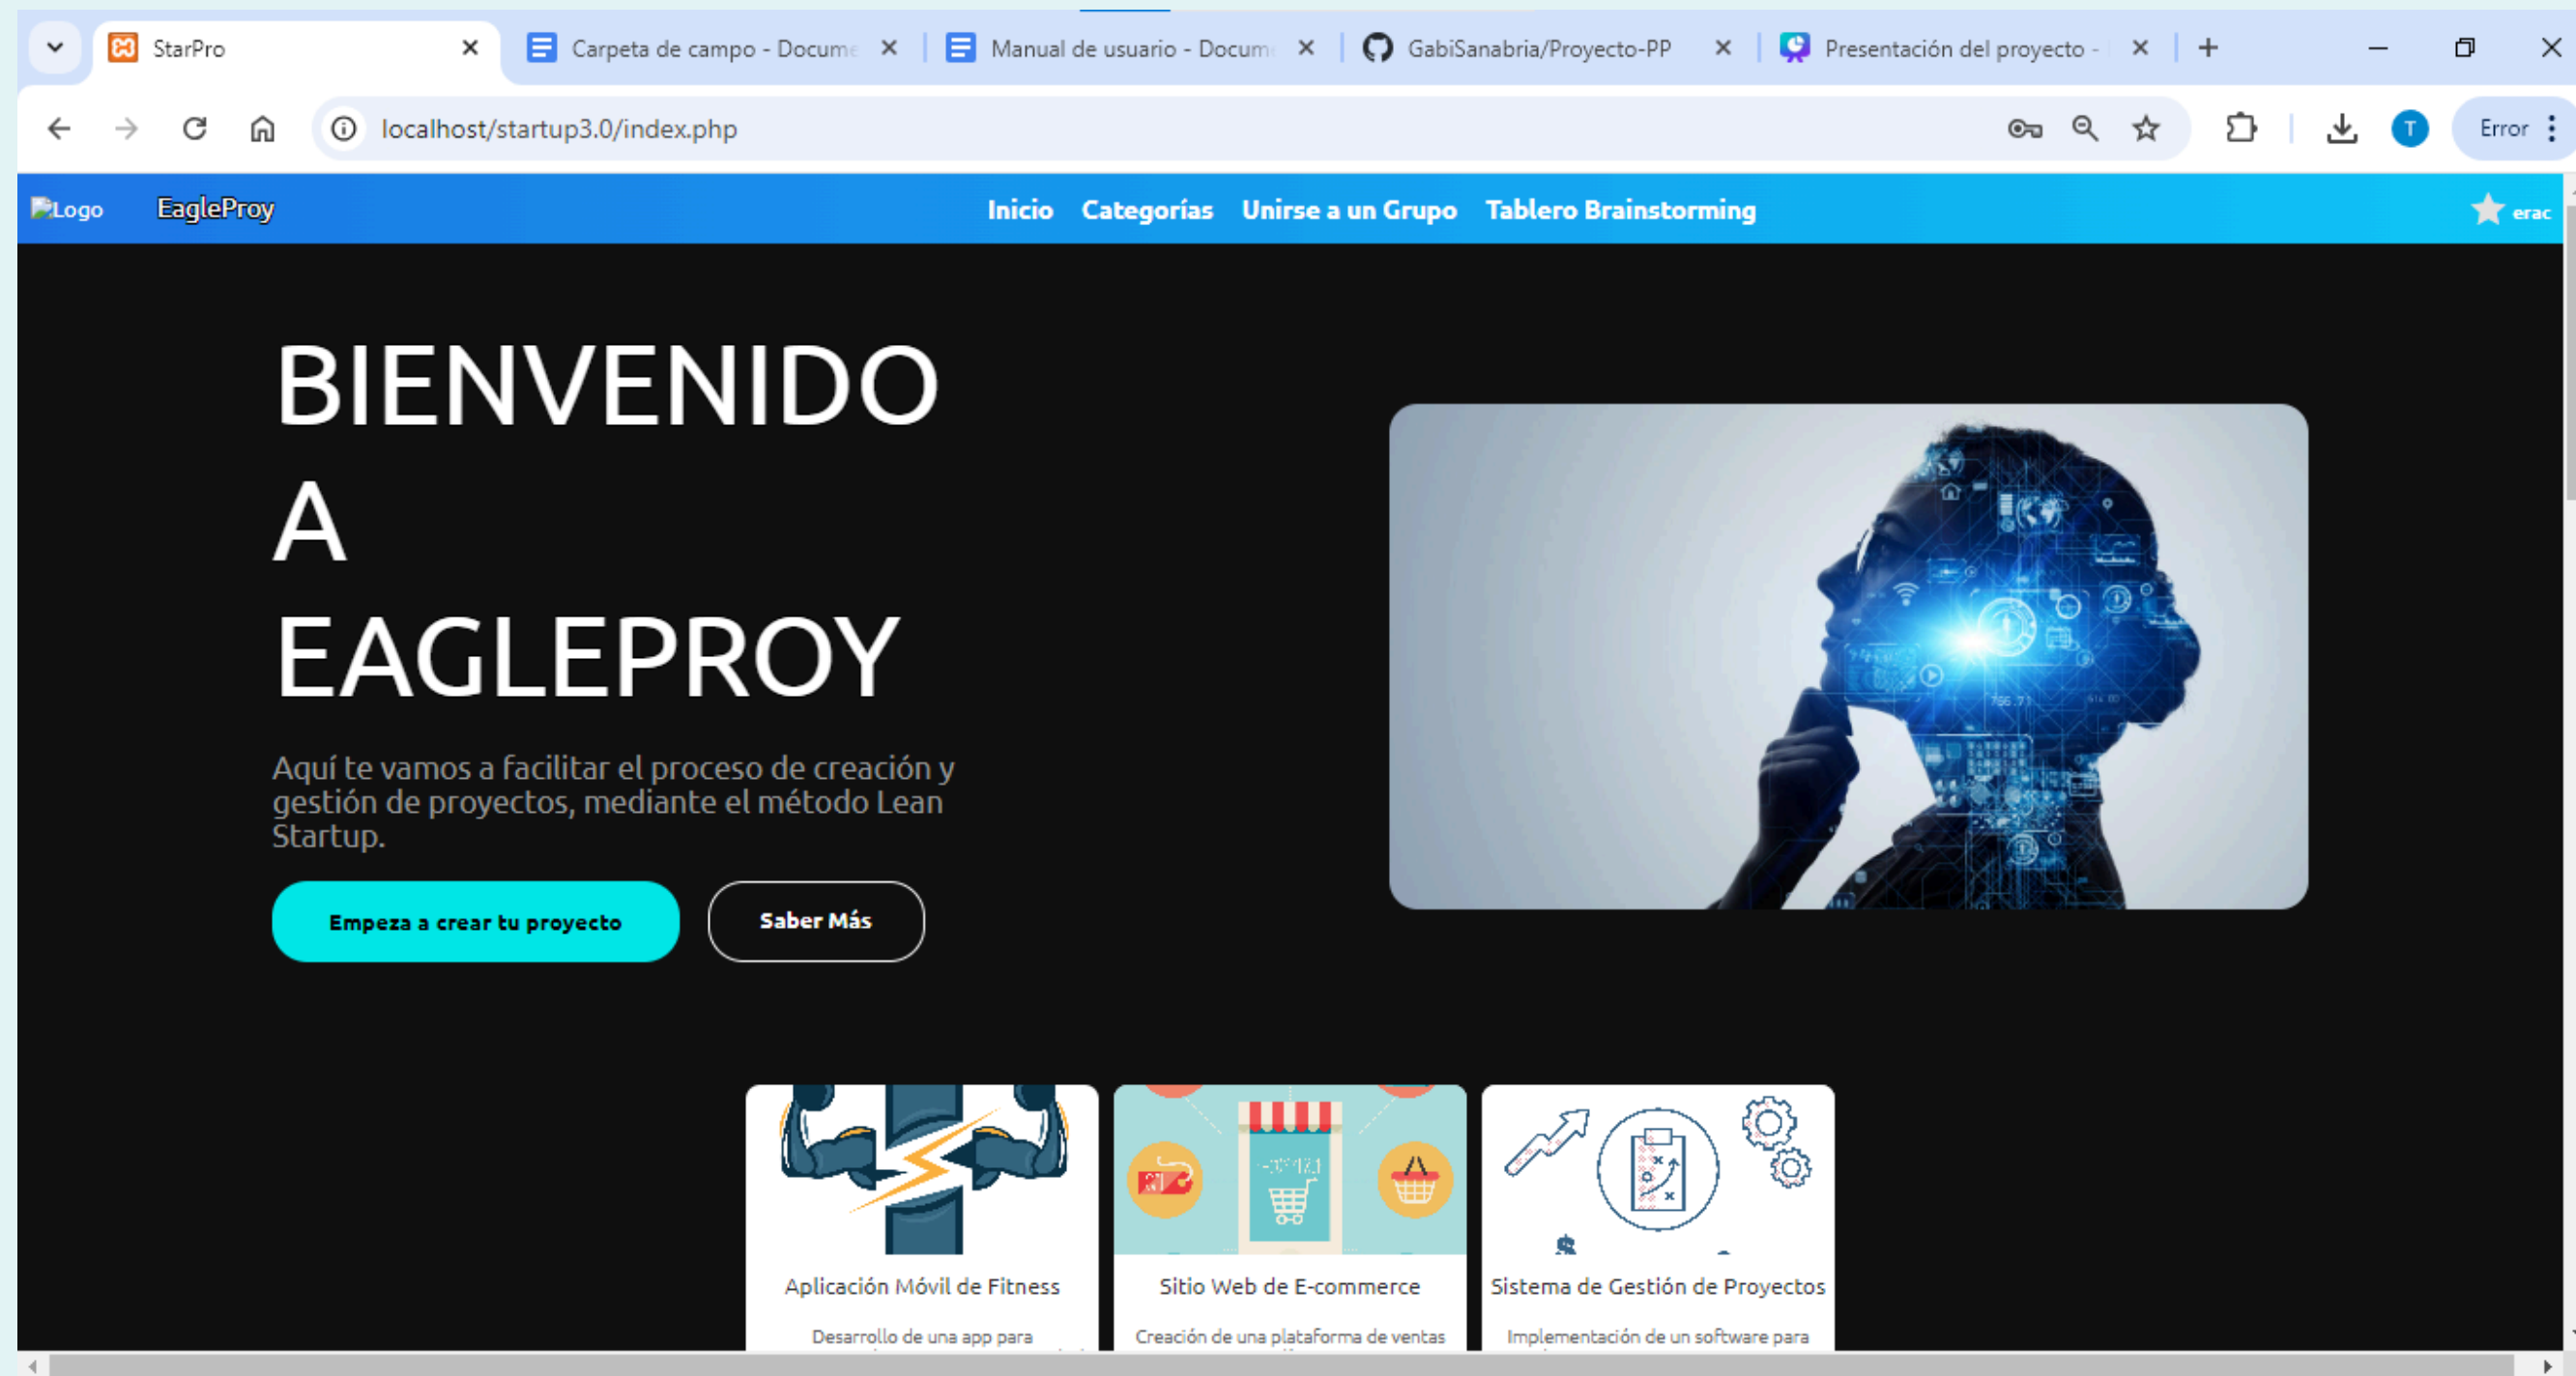 StarPro
Carpeta de campo - Docume
Manual de usuario - Docum
GabiSanabria/Proyecto-PP
Presentación del proyecto -
localhost/startup3.0/index.php
T
Error
Logo
EagleProy
Inicio
Categorías
Unirse a un Grupo
Tablero Brainstorming
erac
BIENVENIDO
A
EAGLEPROY
Aquí te vamos a facilitar el proceso de creación y
gestión de proyectos, mediante el método Lean
Startup.
Empeza a crear tu proyecto
Saber Más
Aplicación Móvil de Fitness
Sitio Web de E-commerce
Sistema de Gestión de Proyectos
Desarrollo de una app para
Creación de una plataforma de ventas
Implementación de un software para